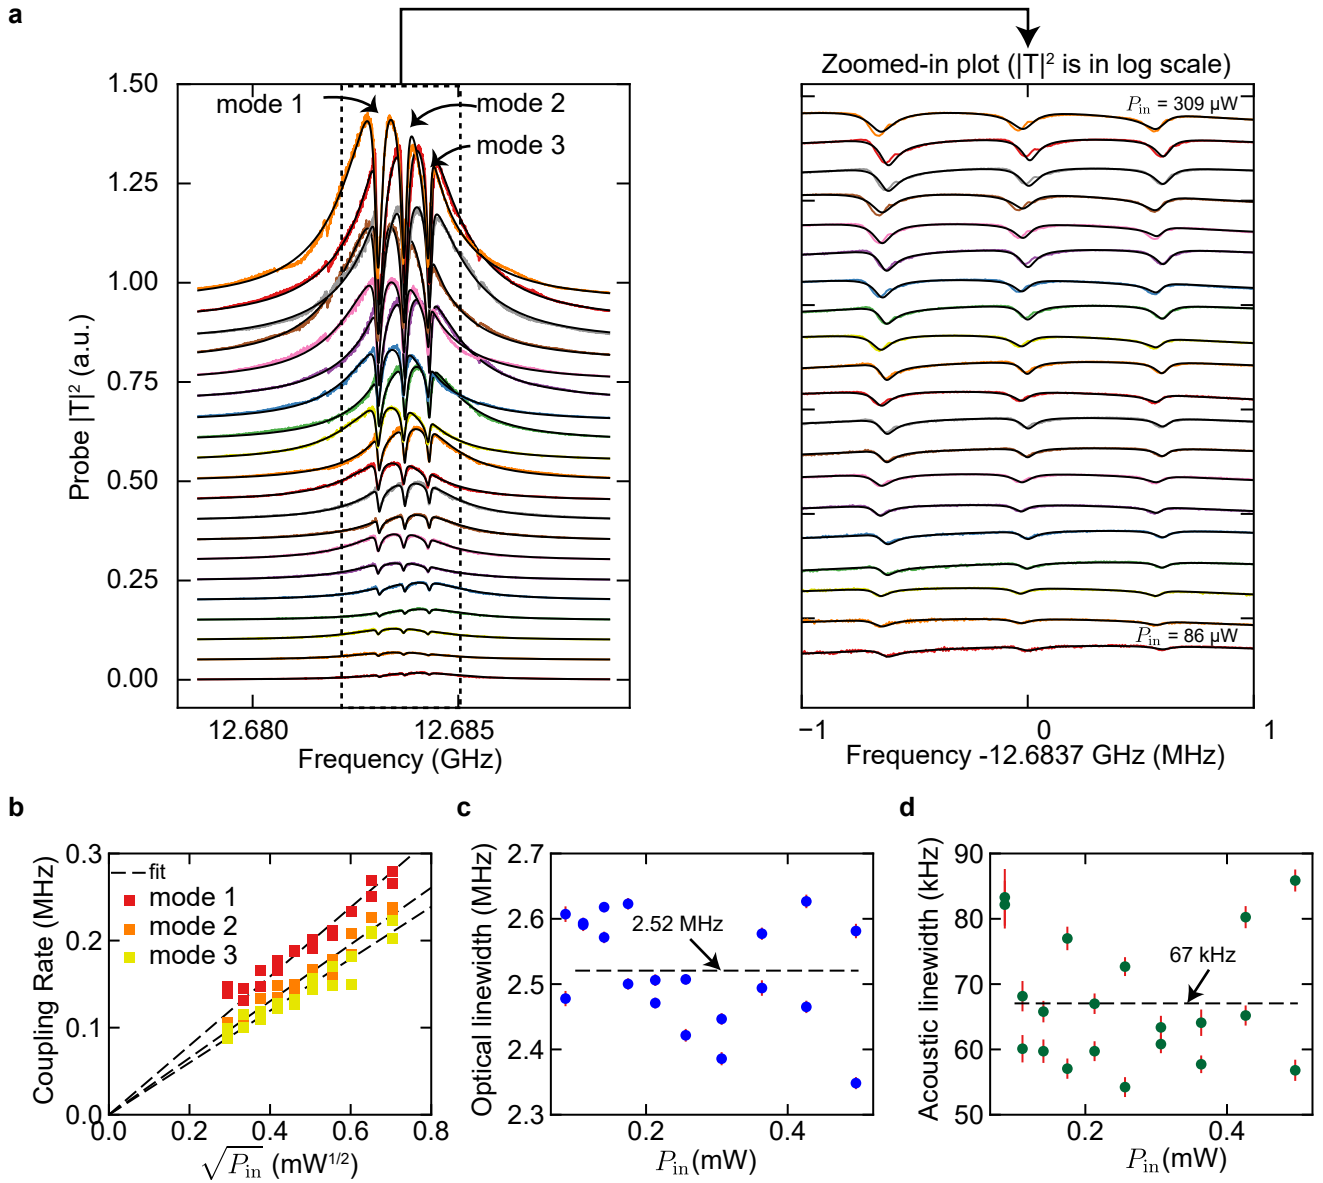 a
Zoomed-in plot (|T|² is in log scale)
1.50
1.25
1.00
0.75
0.50
0.25
0.00
Probe |T|² (a.u.)
mode 1
mode 2
mode 3
12.680
12.685
Frequency (GHz)
P_in = 309 μW
P_in = 86 μW
−1
0
1
Frequency -12.6837 GHz (MHz)
b
0.3
0.2
0.1
0.0
Coupling Rate (MHz)
fit
mode 1
mode 2
mode 3
0.0
0.2
0.4
0.6
0.8
√P_in (mW^1/2)
c
2.7
2.6
2.5
2.4
2.3
Optical linewidth (MHz)
2.52 MHz
0.2
0.4
P_in(mW)
d
90
80
70
60
50
Acoustic linewidth (kHz)
67 kHz
0.2
0.4
P_in(mW)